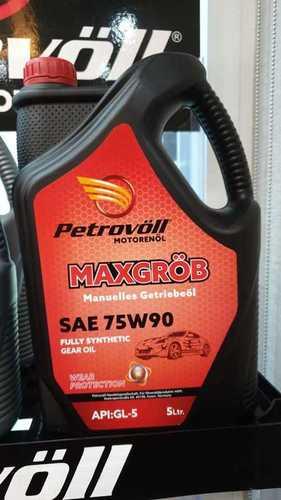 völl®
Petrovöll
MOTORENÖL
MAXGRÖB
Manuelles Getriebeöl
SAE 75W90
FULLY SYNTHETIC
GEAR OIL
WEAR
PROTECTION
API:GL-5 5Ltr.
völl